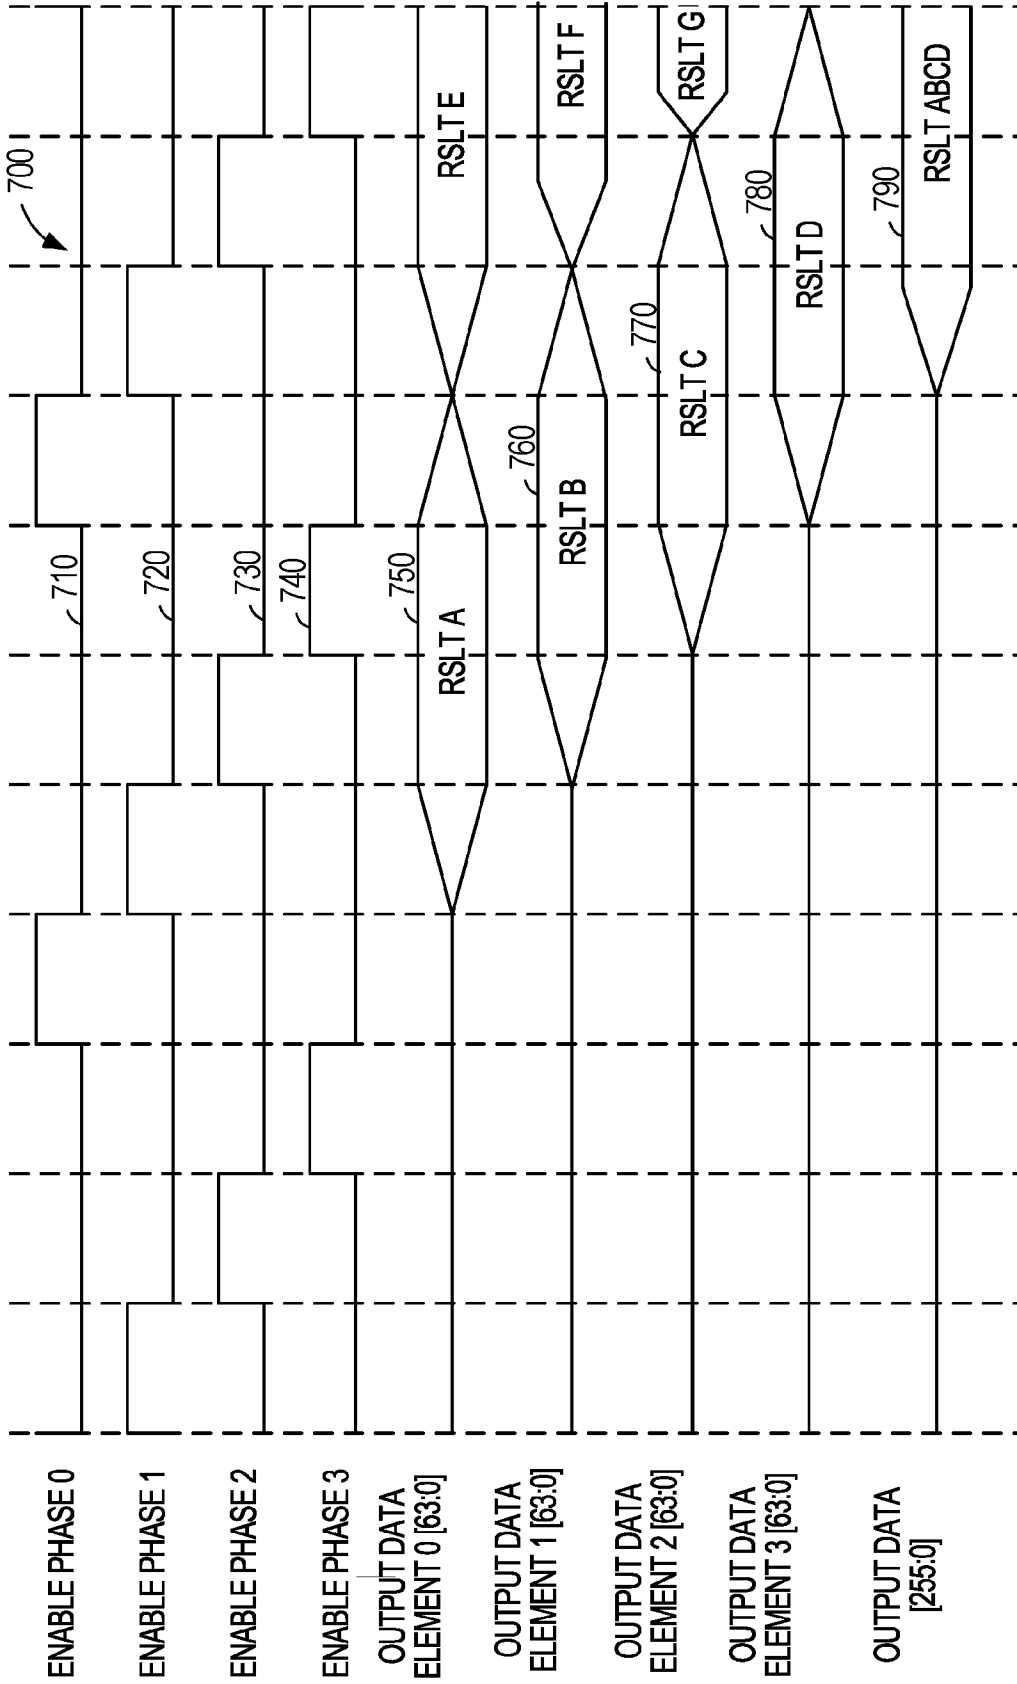 700
ENABLE PHASE 0
710
ENABLE PHASE 1
720
ENABLE PHASE 2
730
ENABLE PHASE 3
740
OUTPUT DATA
ELEMENT 0 [63:0]
750
RSLT A
RSLT E
OUTPUT DATA
ELEMENT 1 [63:0]
760
RSLT B
RSLT F
OUTPUT DATA
ELEMENT 2 [63:0]
770
RSLT C
RSLT G
OUTPUT DATA
ELEMENT 3 [63:0]
780
RSLT D
OUTPUT DATA
[255:0]
790
RSLT ABCD